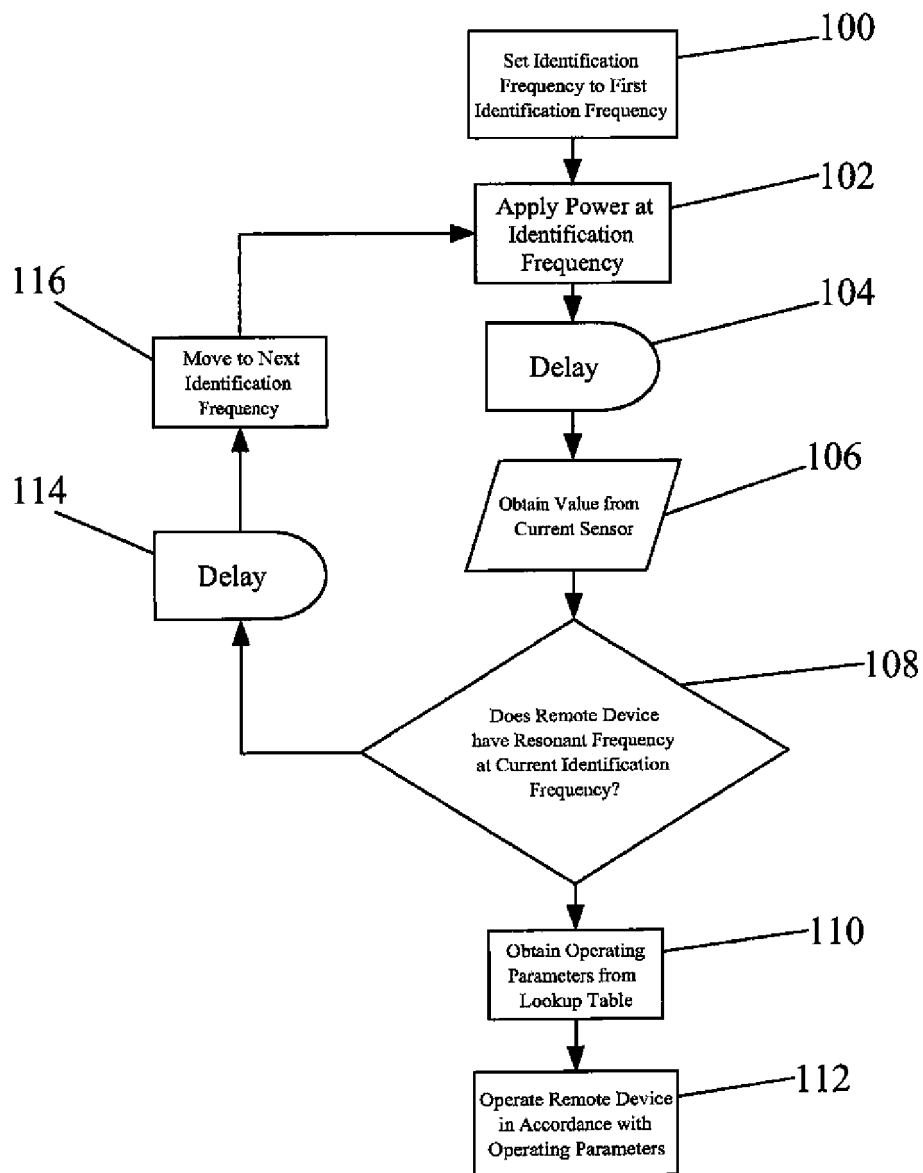 100
Set Identification
Frequency to First
Identification Frequency
102
Apply Power at
Identification
Frequency
104
Delay
116
Move to Next
Identification
Frequency
106
Obtain Value from
Current Sensor
114
Delay
108
Does Remote Device
have Resonant Frequency
at Current Identification
Frequency?
110
Obtain Operating
Parameters from
Lookup Table
112
Operate Remote Device
in Accordance with
Operating Parameters